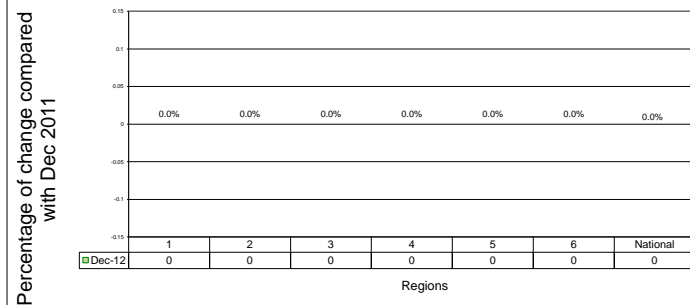 Percentage of change compared
with Dec 2011
0.15
0.1
0.05
0
-0.05
-0.1
-0.15
0.0% 0.0% 0.0% 0.0% 0.0% 0.0% 0.0%
1 2 3 4 5 6 National
Dec-12 0 0 0 0 0 0 0
Regions